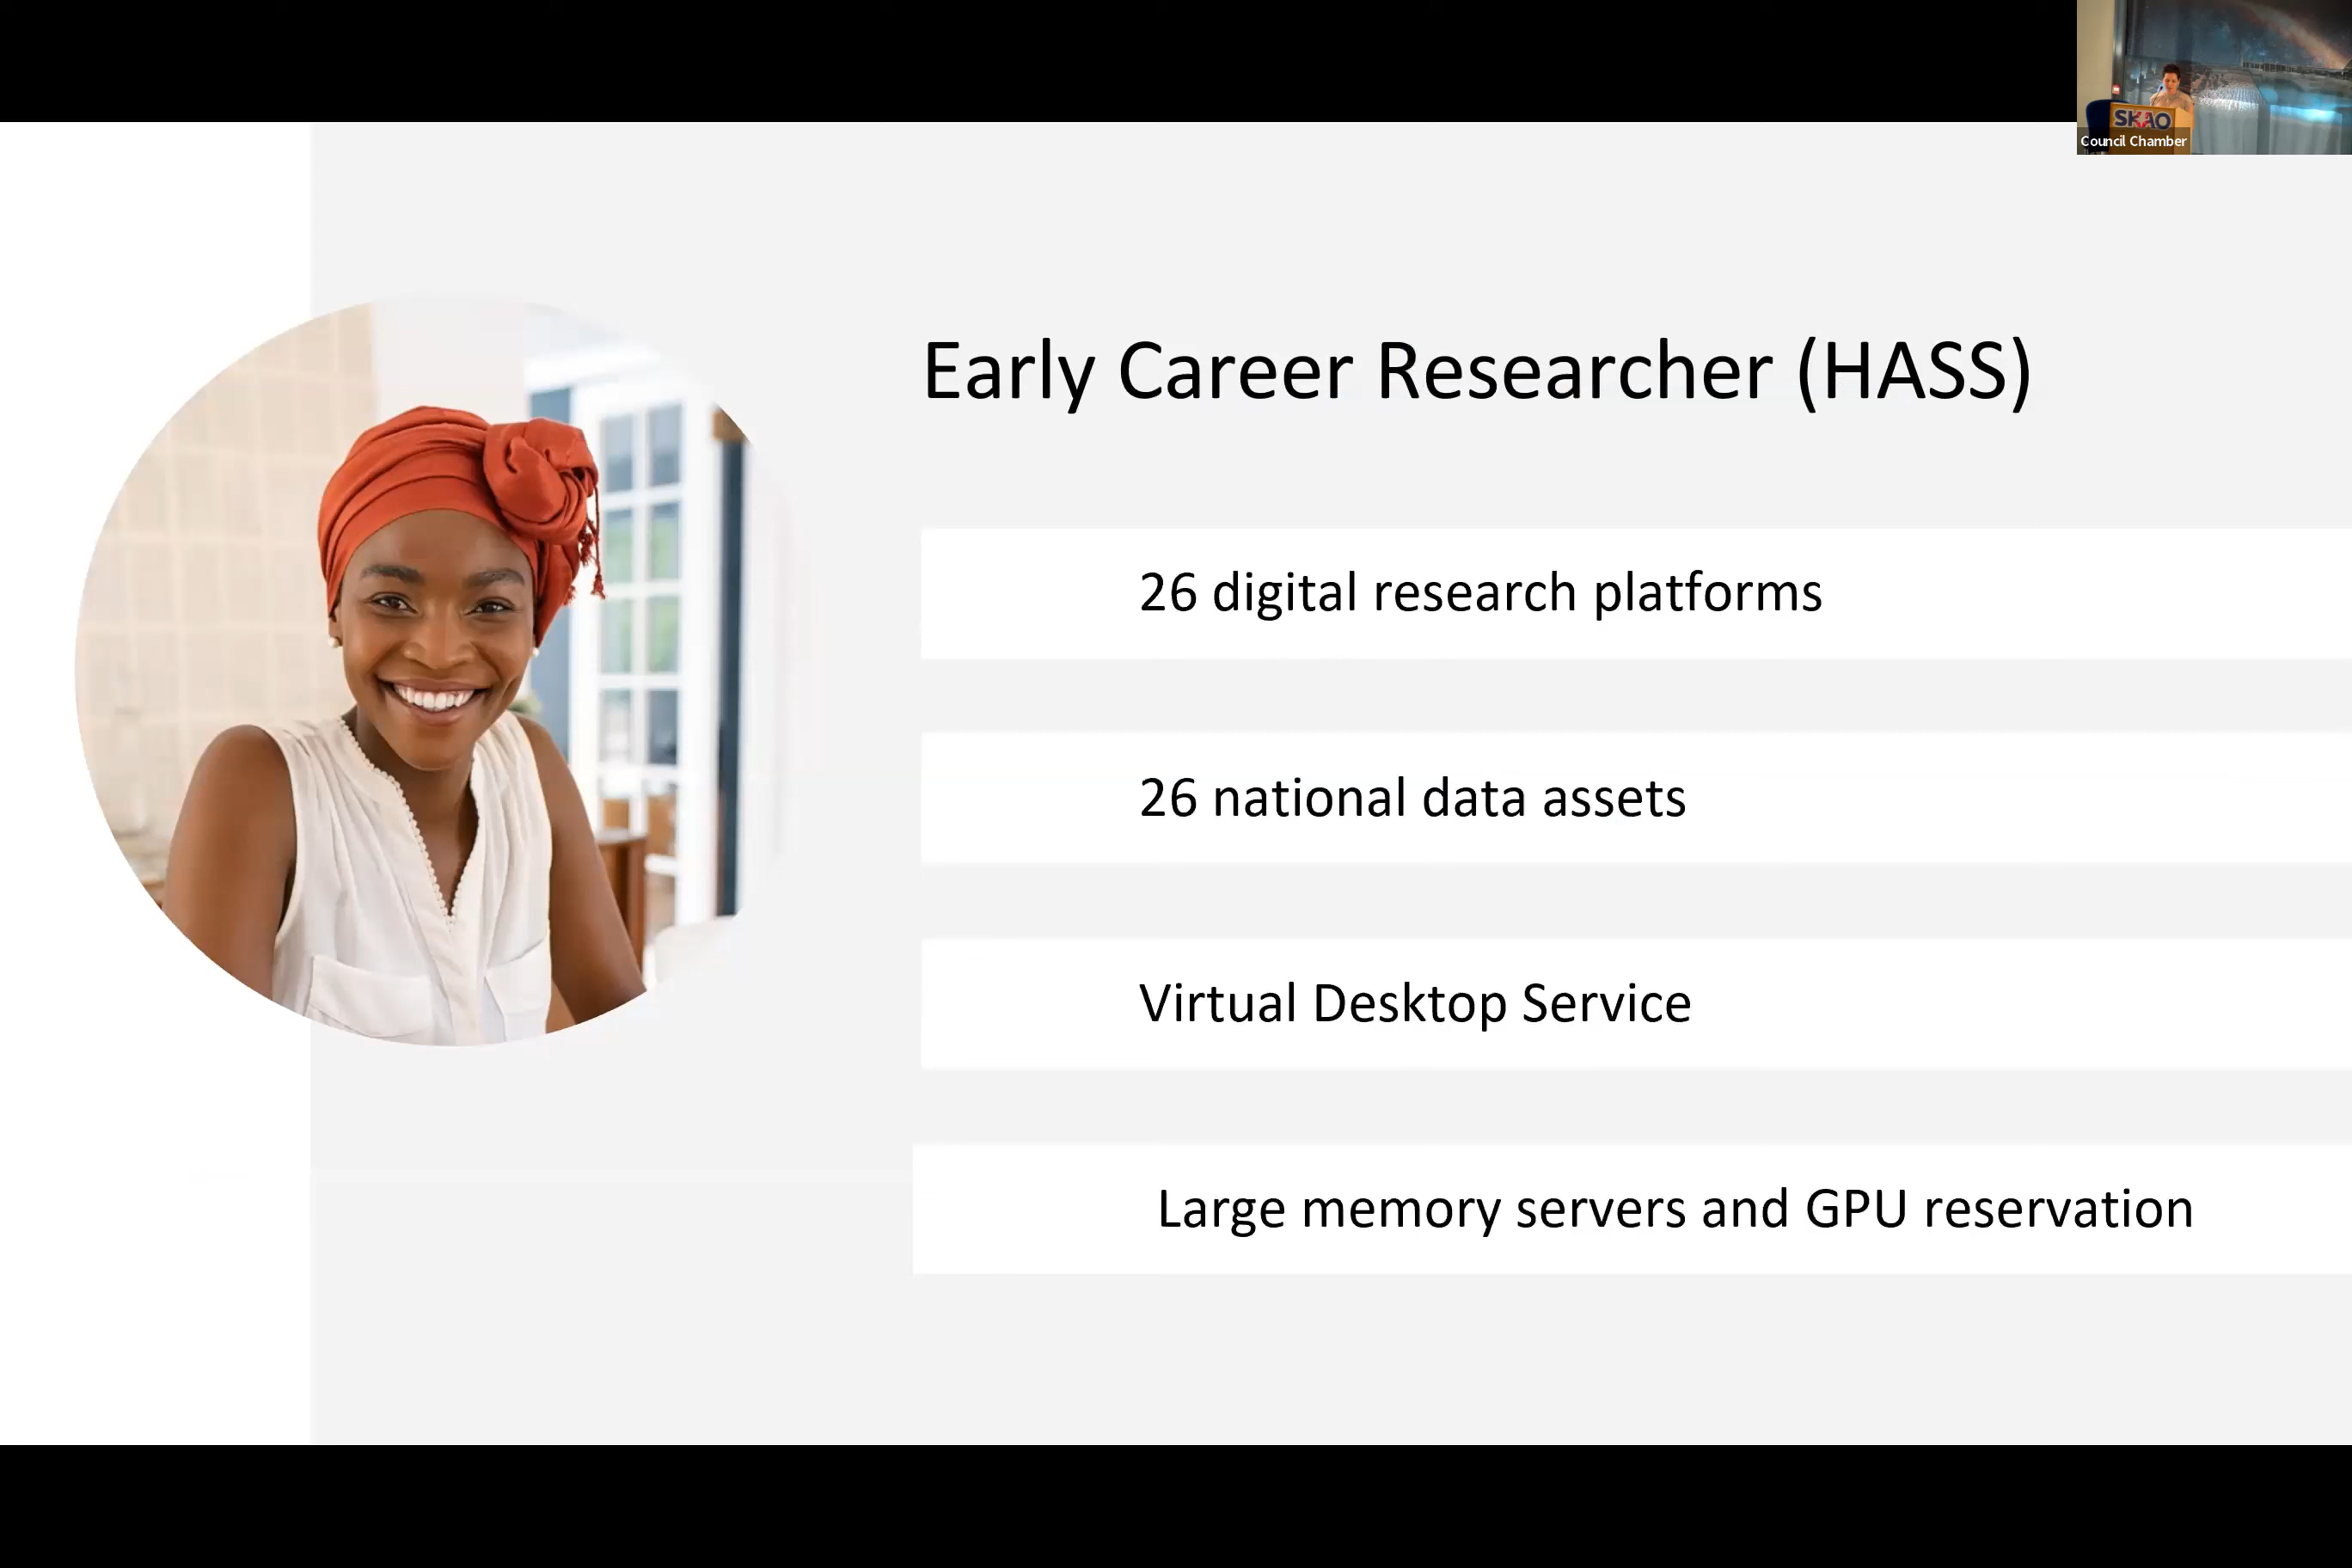 SKAO
Council Chamber
Early Career Researcher (HASS)
26 digital research platforms
26 national data assets
Virtual Desktop Service
Large memory servers and GPU reservation